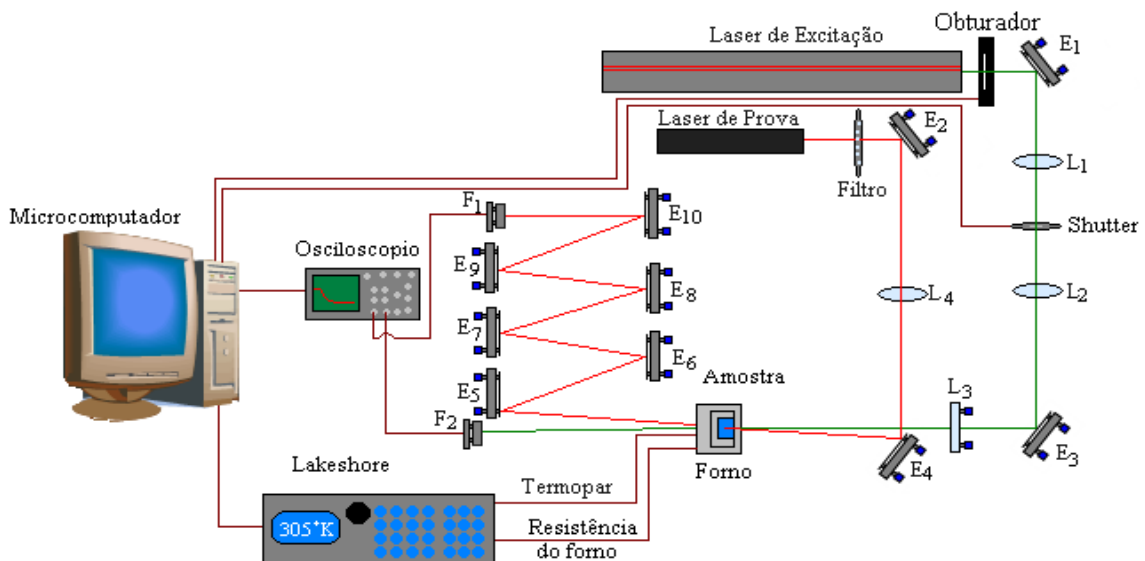 Obturador
Laser de Excitação
E1
Laser de Prova
E2
Filtro
L1
F1
E10
Microcomputador
Osciloscopio
Shutter
E9
E8
L4
L2
E7
E6
E5
Amostra
L3
F2
E4
E3
Forno
Lakeshore
Termopar
305°K
Resistência
do forno